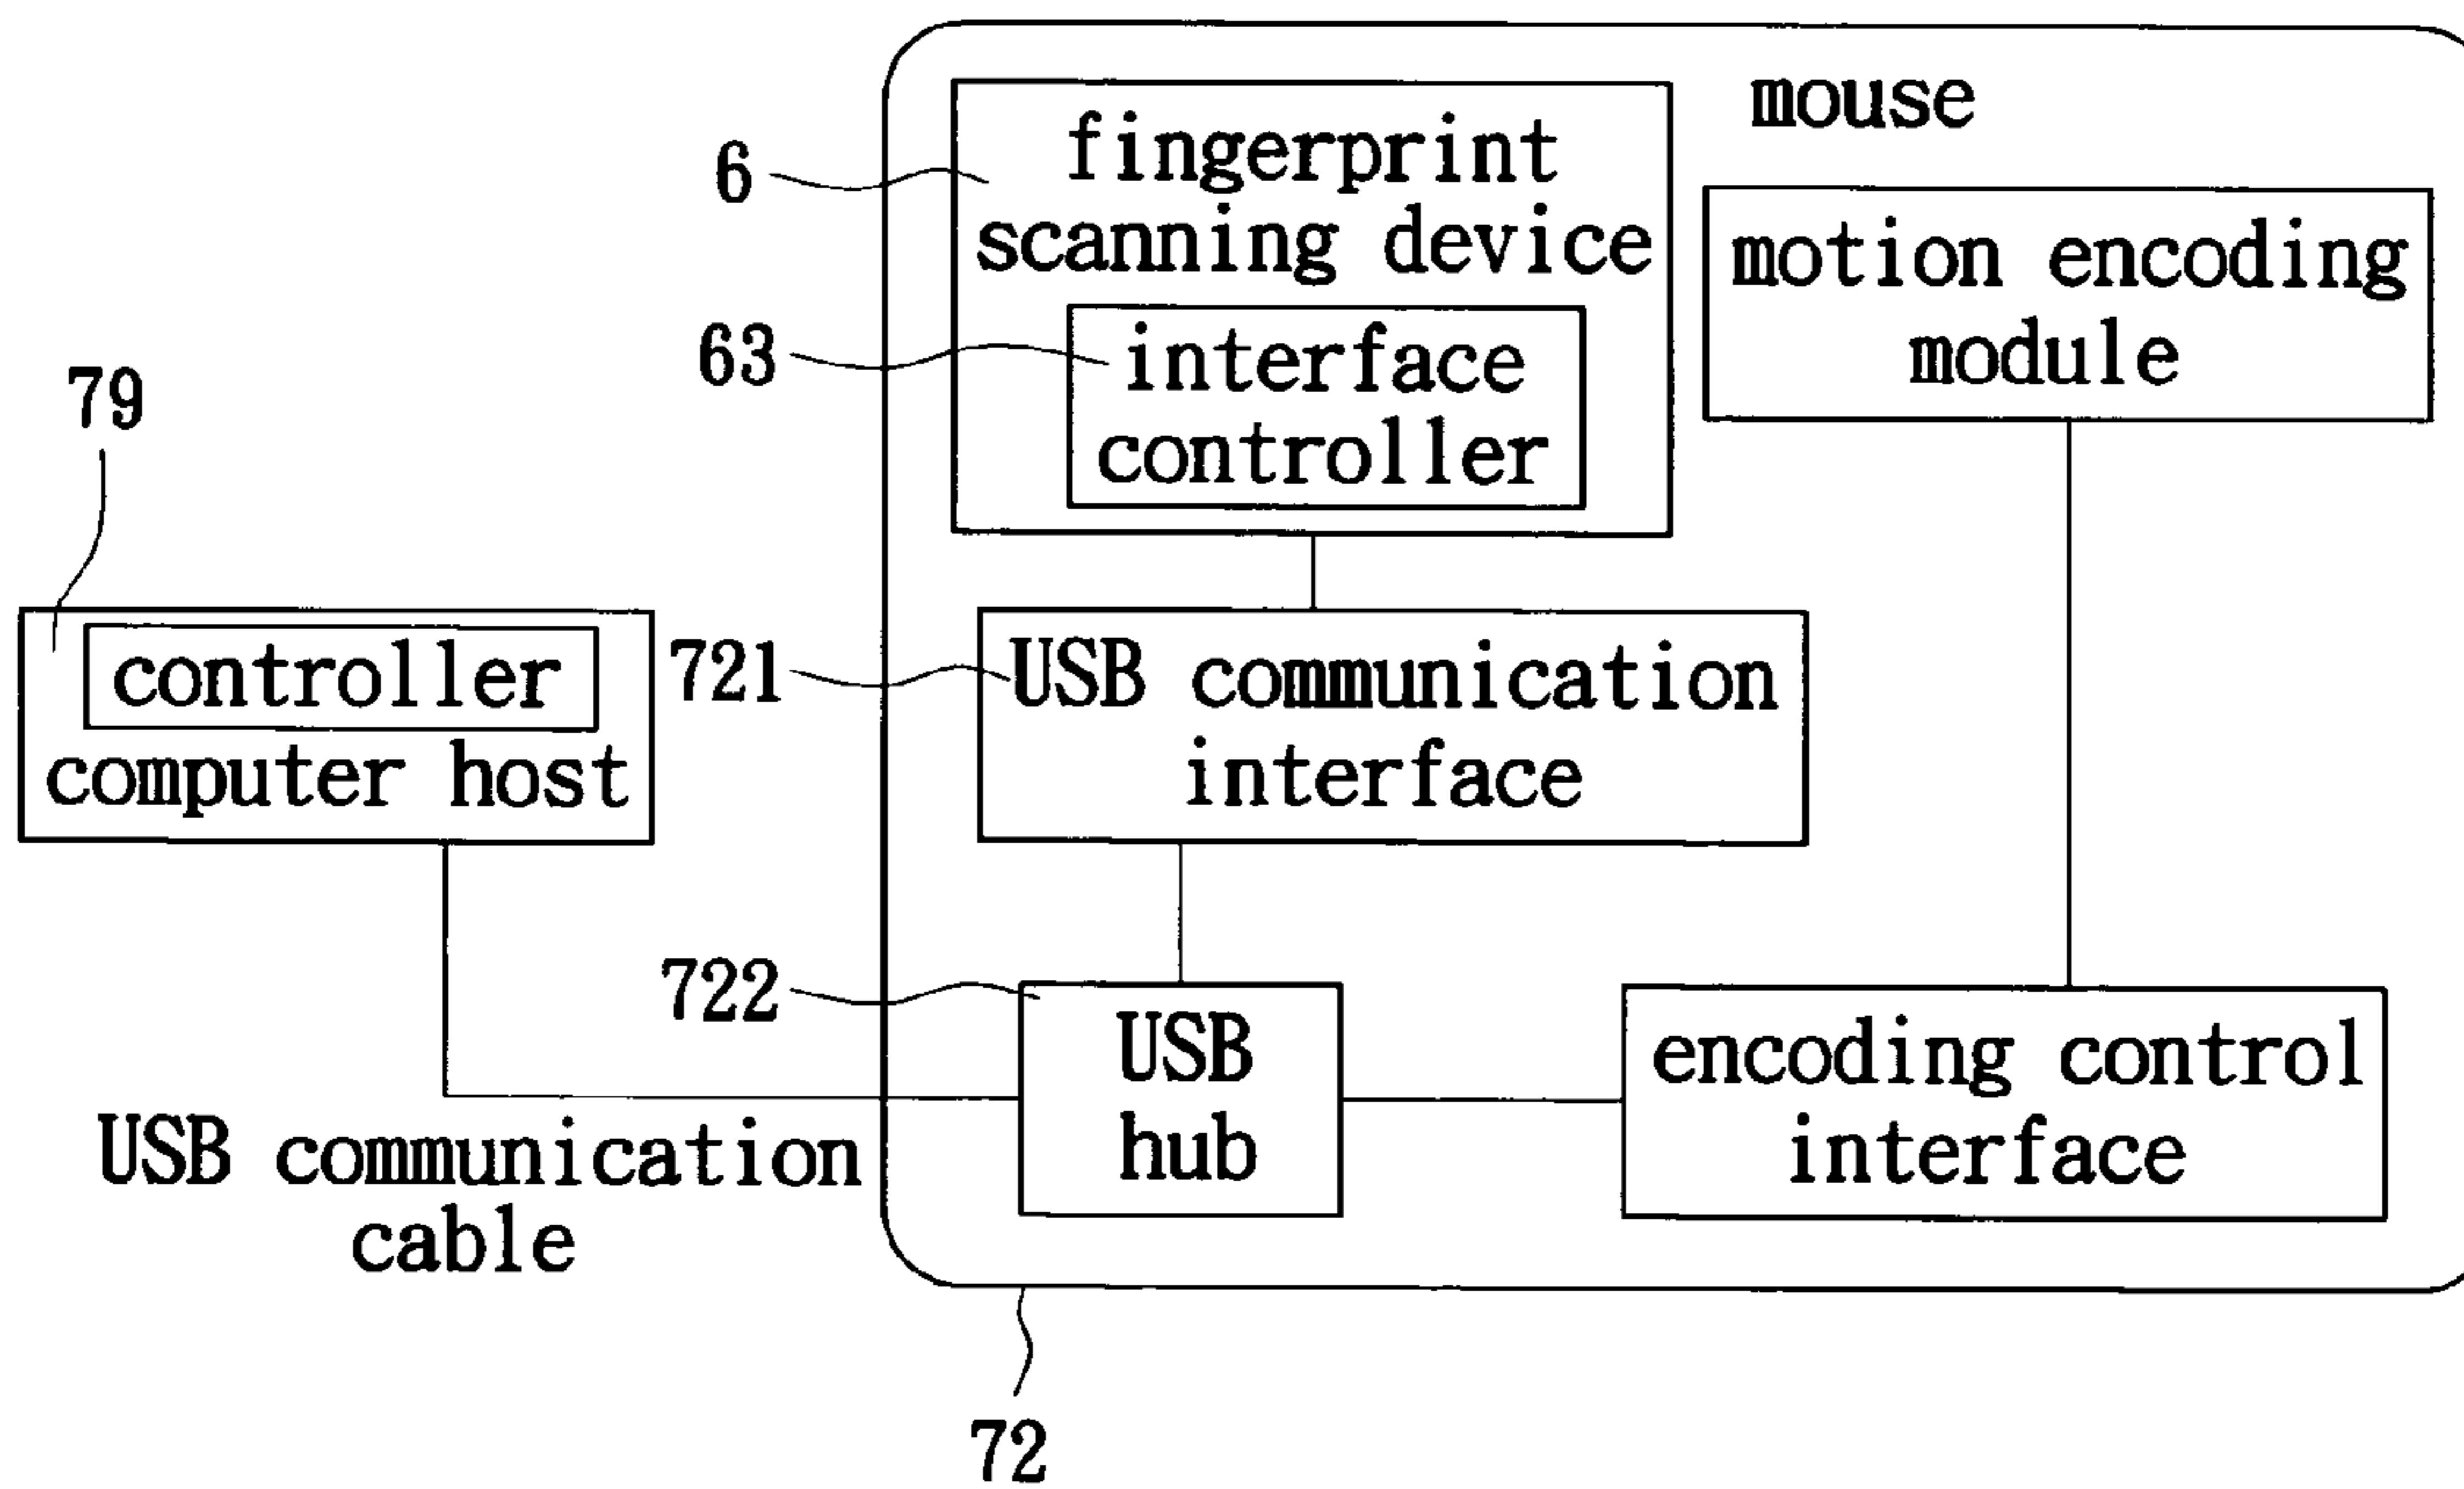 mouse
6
fingerprint
scanning device
63
interface
controller
motion encoding
module
79
controller
computer host
721
USB communication
interface
722
USB
hub
encoding control
interface
USB communication
cable
72